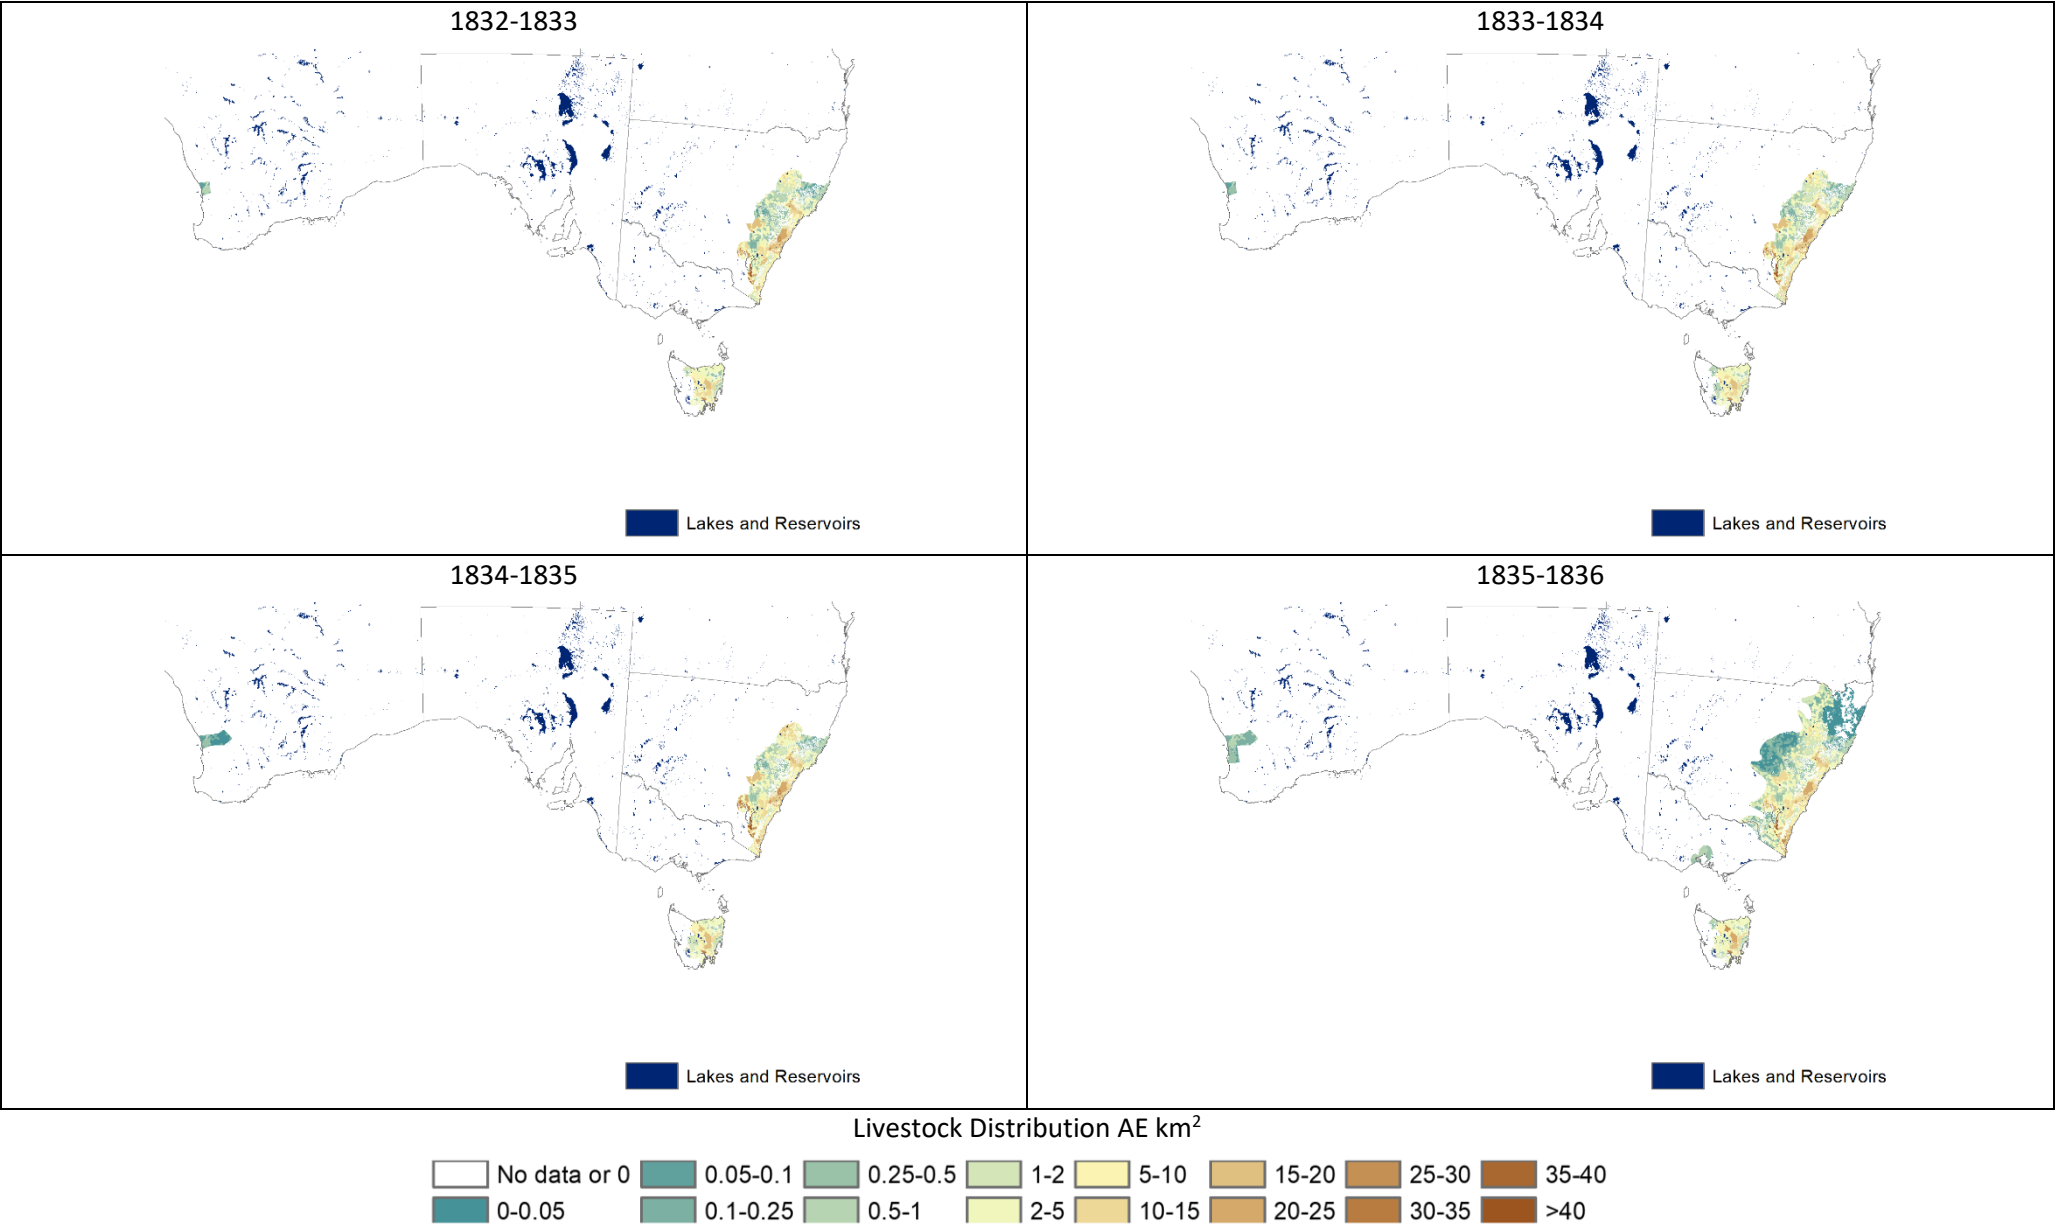 1832-1833
1833-1834
Lakes and Reservoirs
Lakes and Reservoirs
1834-1835
1835-1836
Lakes and Reservoirs
Lakes and Reservoirs
Livestock Distribution AE km²
No data or 0 0.05-0.1 0.25-0.5 1-2 5-10 15-20 25-30 35-40
0-0.05 0.1-0.25 0.5-1 2-5 10-15 20-25 30-35 >40